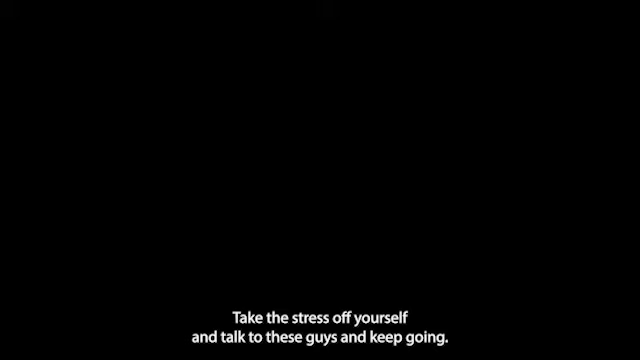 Take the stress off yourself
and talk to these guys and keep going.